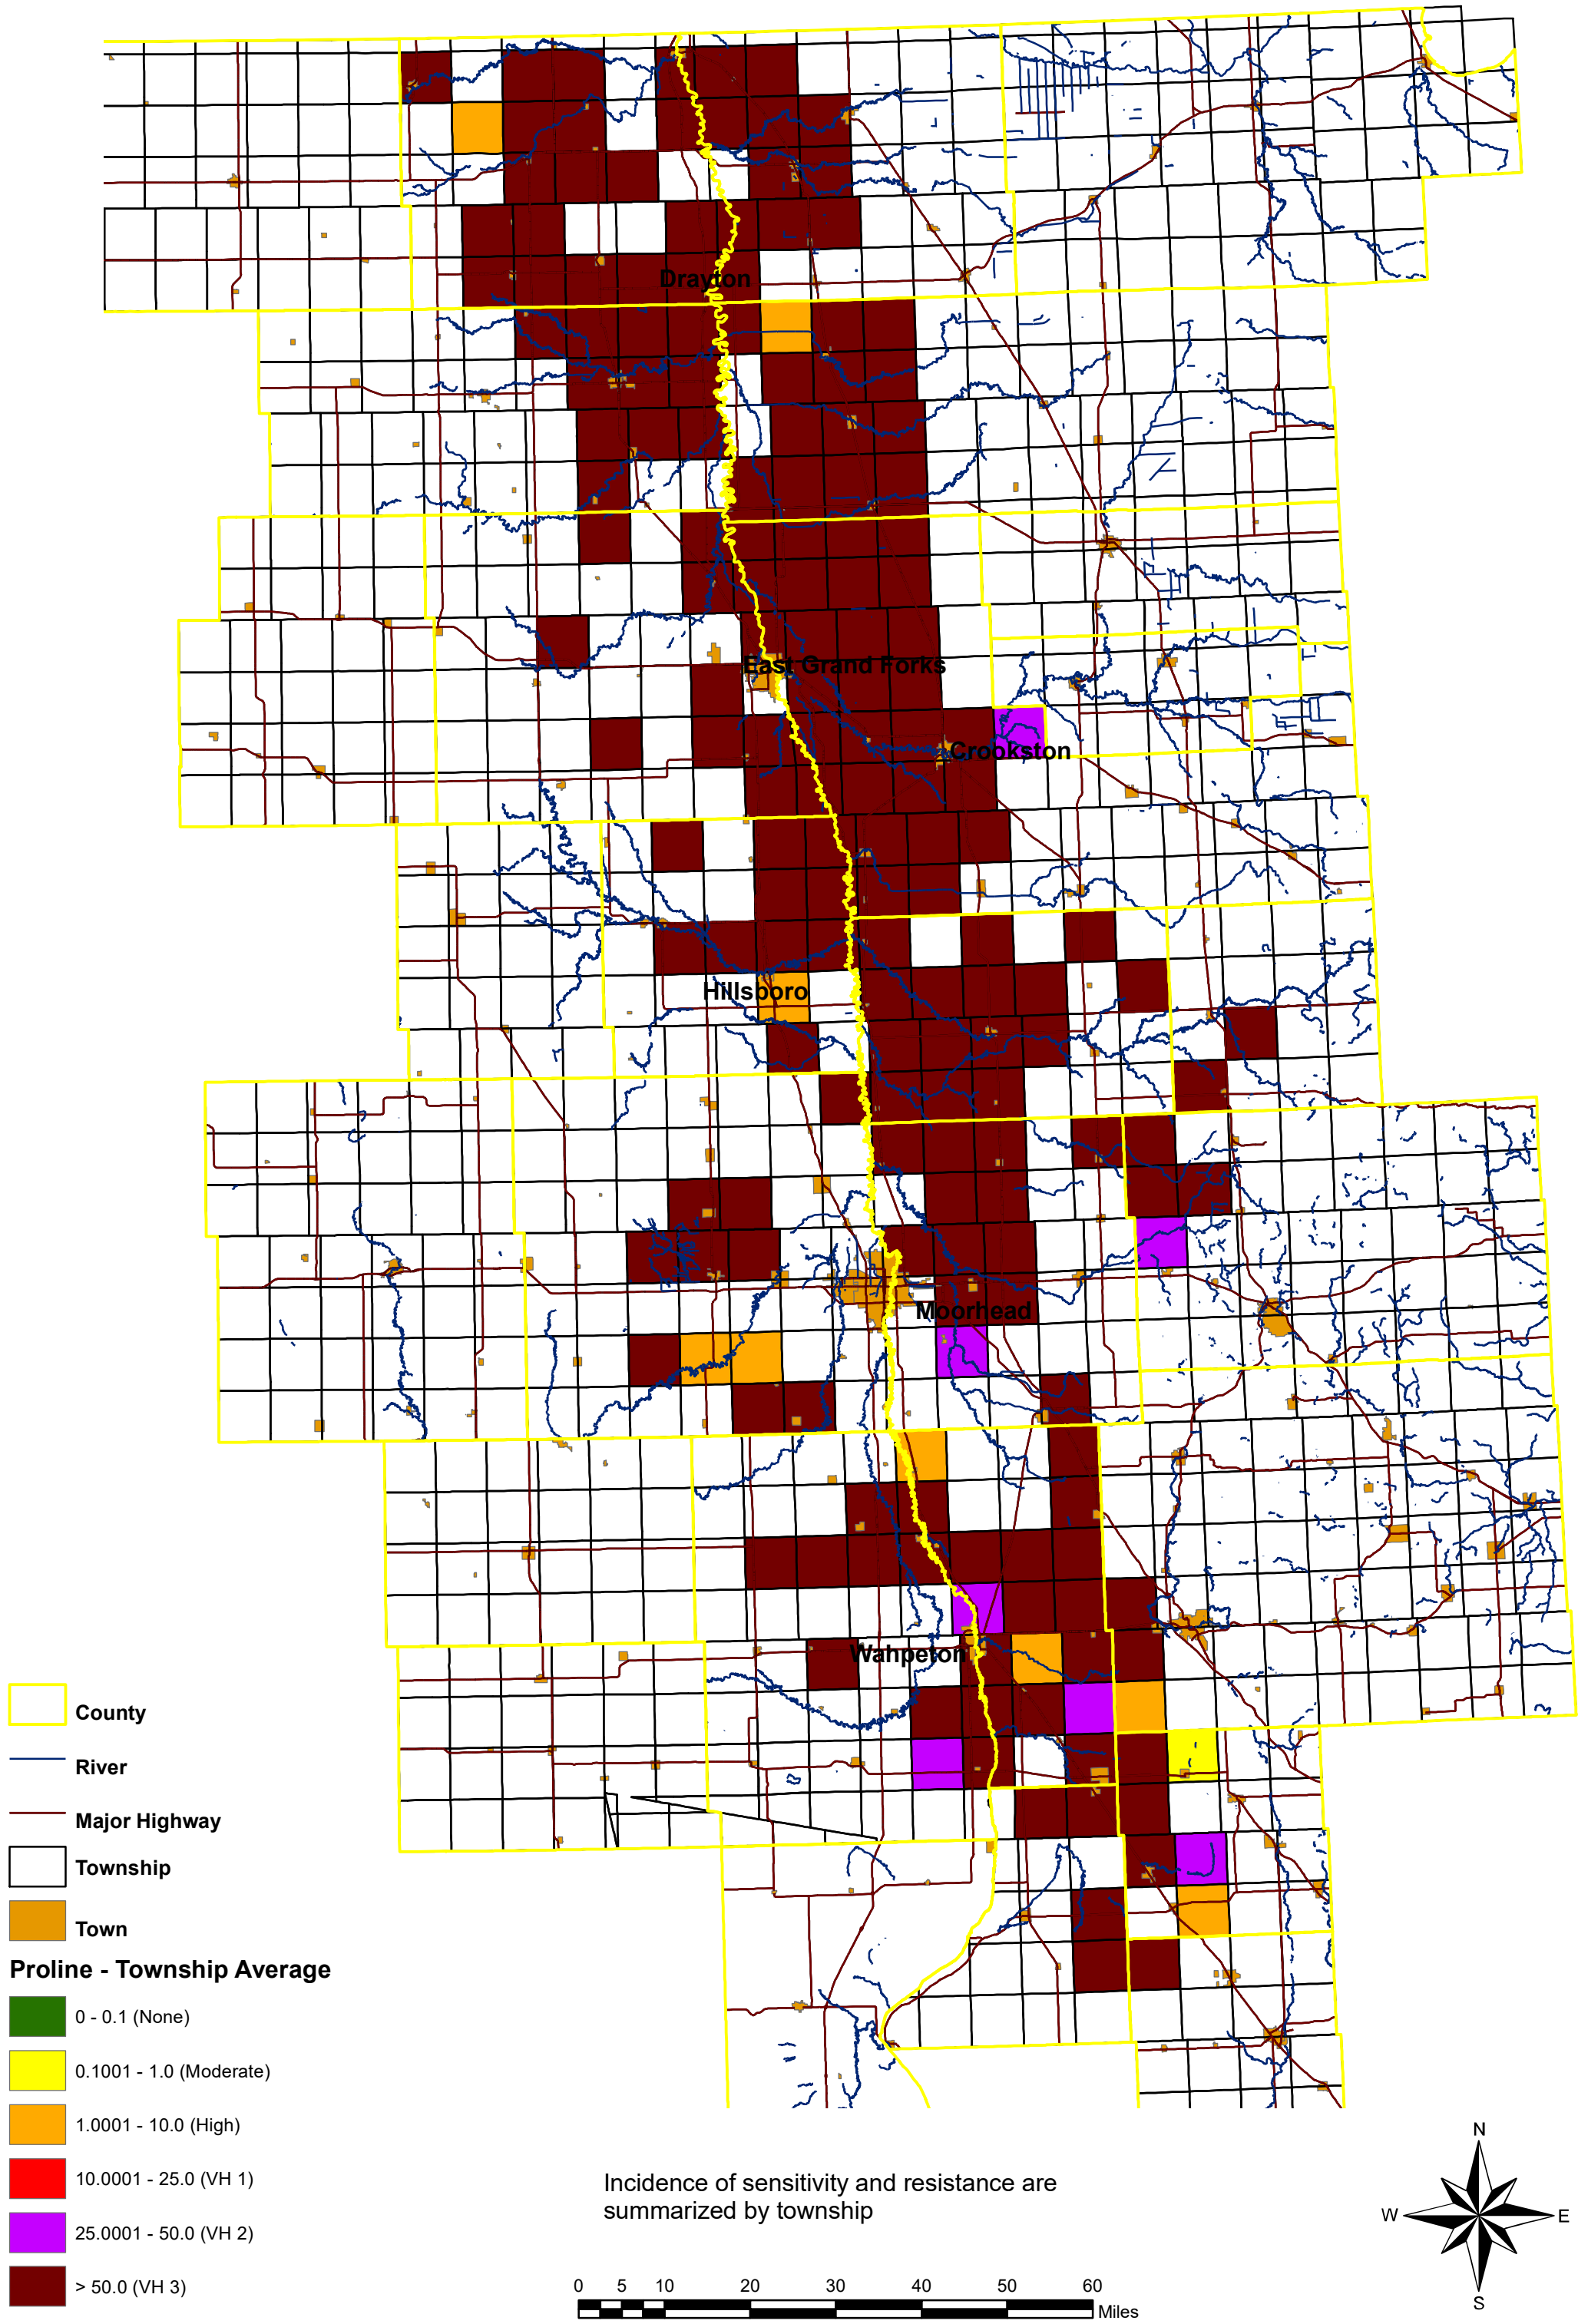 Drayton
East Grand Forks
Crookston
Hillsboro
Moorhead
Wahpeton
County
River
Major Highway
Township
Town
Proline - Township Average
0 - 0.1 (None)
0.1001 - 1.0 (Moderate)
1.0001 - 10.0 (High)
10.0001 - 25.0 (VH 1)
25.0001 - 50.0 (VH 2)
> 50.0 (VH 3)
Incidence of sensitivity and resistance are
summarized by township
0 5 10 20 30 40 50 60
Miles
N
W E
S